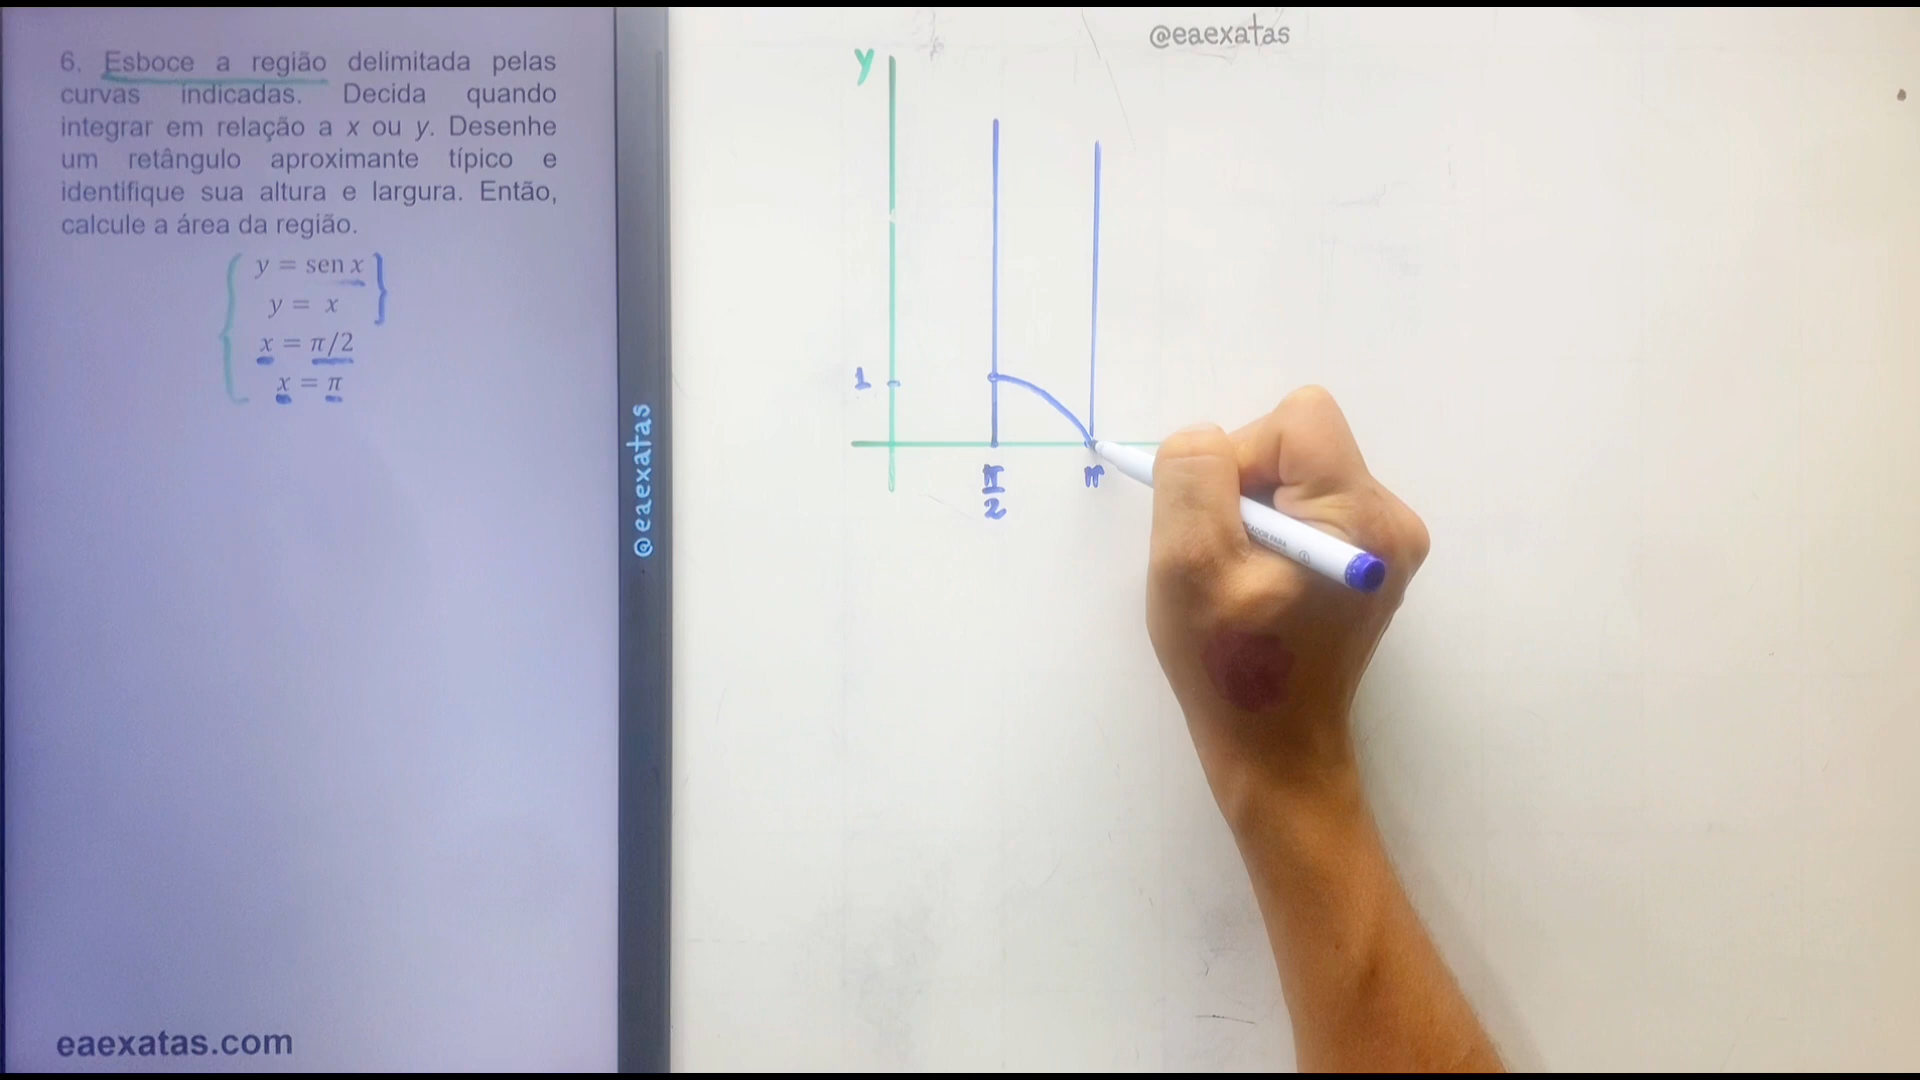 6. Esboce a região delimitada pelas
curvas indicadas. Decida quando
integrar em relação a x ou y. Desenhe
um retângulo aproximante típico e
identifique sua altura e largura. Então,
calcule a área da região.
y = sen x
y = x
x = π/2
x = π
eaexatas.com
@eaexatas
@eaexatas
y
1
π
2
π